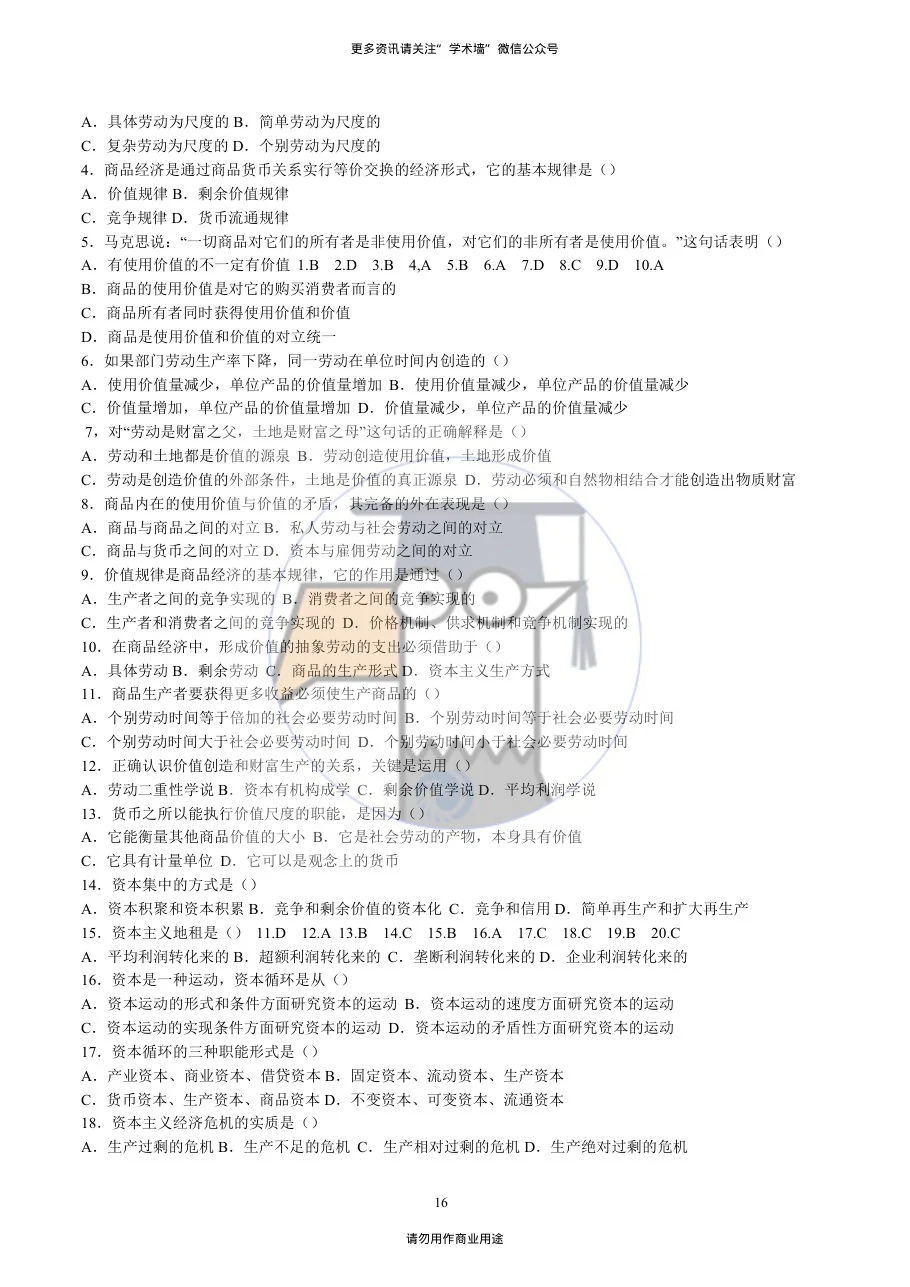 更多资讯请关注“学术墙”微信公众号
A．具体劳动为尺度的 B．简单劳动为尺度的
C．复杂劳动为尺度的 D．个别劳动为尺度的
4．商品经济是通过商品货币关系实行等价交换的经济形式，它的基本规律是（）
A．价值规律 B．剩余价值规律
C．竞争规律 D．货币流通规律
5．马克思说：“一切商品对它们的所有者是非使用价值，对它们的非所有者是使用价值。”这句话表明（）
A．有使用价值的不一定有价值 1.B 2.D 3.B 4,A 5.B 6.A 7.D 8.C 9.D 10.A
B．商品的使用价值是对它的购买消费者而言的
C．商品所有者同时获得使用价值和价值
D．商品是使用价值和价值的对立统一
6．如果部门劳动生产率下降，同一劳动在单位时间内创造的（）
A．使用价值量减少，单位产品的价值量增加 B．使用价值量减少，单位产品的价值量减少
C．价值量增加，单位产品的价值量增加 D．价值量减少，单位产品的价值量减少
7，对“劳动是财富之父，土地是财富之母”这句话的正确解释是（）
A．劳动和土地都是价值的源泉 B．劳动创造使用价值，土地形成价值
C．劳动是创造价值的外部条件，土地是价值的真正源泉 D．劳动必须和自然物相结合才能创造出物质财富
8．商品内在的使用价值与价值的矛盾，其完备的外在表现是（）
A．商品与商品之间的对立 B．私人劳动与社会劳动之间的对立
C．商品与货币之间的对立 D．资本与雇佣劳动之间的对立
9．价值规律是商品经济的基本规律，它的作用是通过（）
A．生产者之间的竞争实现的 B．消费者之间的竞争实现的
C．生产者和消费者之间的竞争实现的 D．价格机制、供求机制和竞争机制实现的
10．在商品经济中，形成价值的抽象劳动的支出必须借助于（）
A．具体劳动 B．剩余劳动 C．商品的生产形式 D．资本主义生产方式
11．商品生产者要获得更多收益必须使生产商品的（）
A．个别劳动时间等于倍加的社会必要劳动时间 B．个别劳动时间等于社会必要劳动时间
C．个别劳动时间大于社会必要劳动时间 D．个别劳动时间小于社会必要劳动时间
12．正确认识价值创造和财富生产的关系，关键是运用（）
A．劳动二重性学说 B．资本有机构成学 C．剩余价值学说 D．平均利润学说
13．货币之所以能执行价值尺度的职能，是因为（）
A．它能衡量其他商品价值的大小 B．它是社会劳动的产物，本身具有价值
C．它具有计量单位 D．它可以是观念上的货币
14．资本集中的方式是（）
A．资本积聚和资本积累 B．竞争和剩余价值的资本化 C．竞争和信用 D．简单再生产和扩大再生产
15．资本主义地租是（） 11.D 12.A 13.B 14.C 15.B 16.A 17.C 18.C 19.B 20.C
A．平均利润转化来的 B．超额利润转化来的 C．垄断利润转化来的 D．企业利润转化来的
16．资本是一种运动，资本循环是从（）
A．资本运动的形式和条件方面研究资本的运动 B．资本运动的速度方面研究资本的运动
C．资本运动的实现条件方面研究资本的运动 D．资本运动的矛盾性方面研究资本的运动
17．资本循环的三种职能形式是（）
A．产业资本、商业资本、借贷资本 B．固定资本、流动资本、生产资本
C．货币资本、生产资本、商品资本 D．不变资本、可变资本、流通资本
18．资本主义经济危机的实质是（）
A．生产过剩的危机 B．生产不足的危机 C．生产相对过剩的危机 D．生产绝对过剩的危机
16
请勿用作商业用途